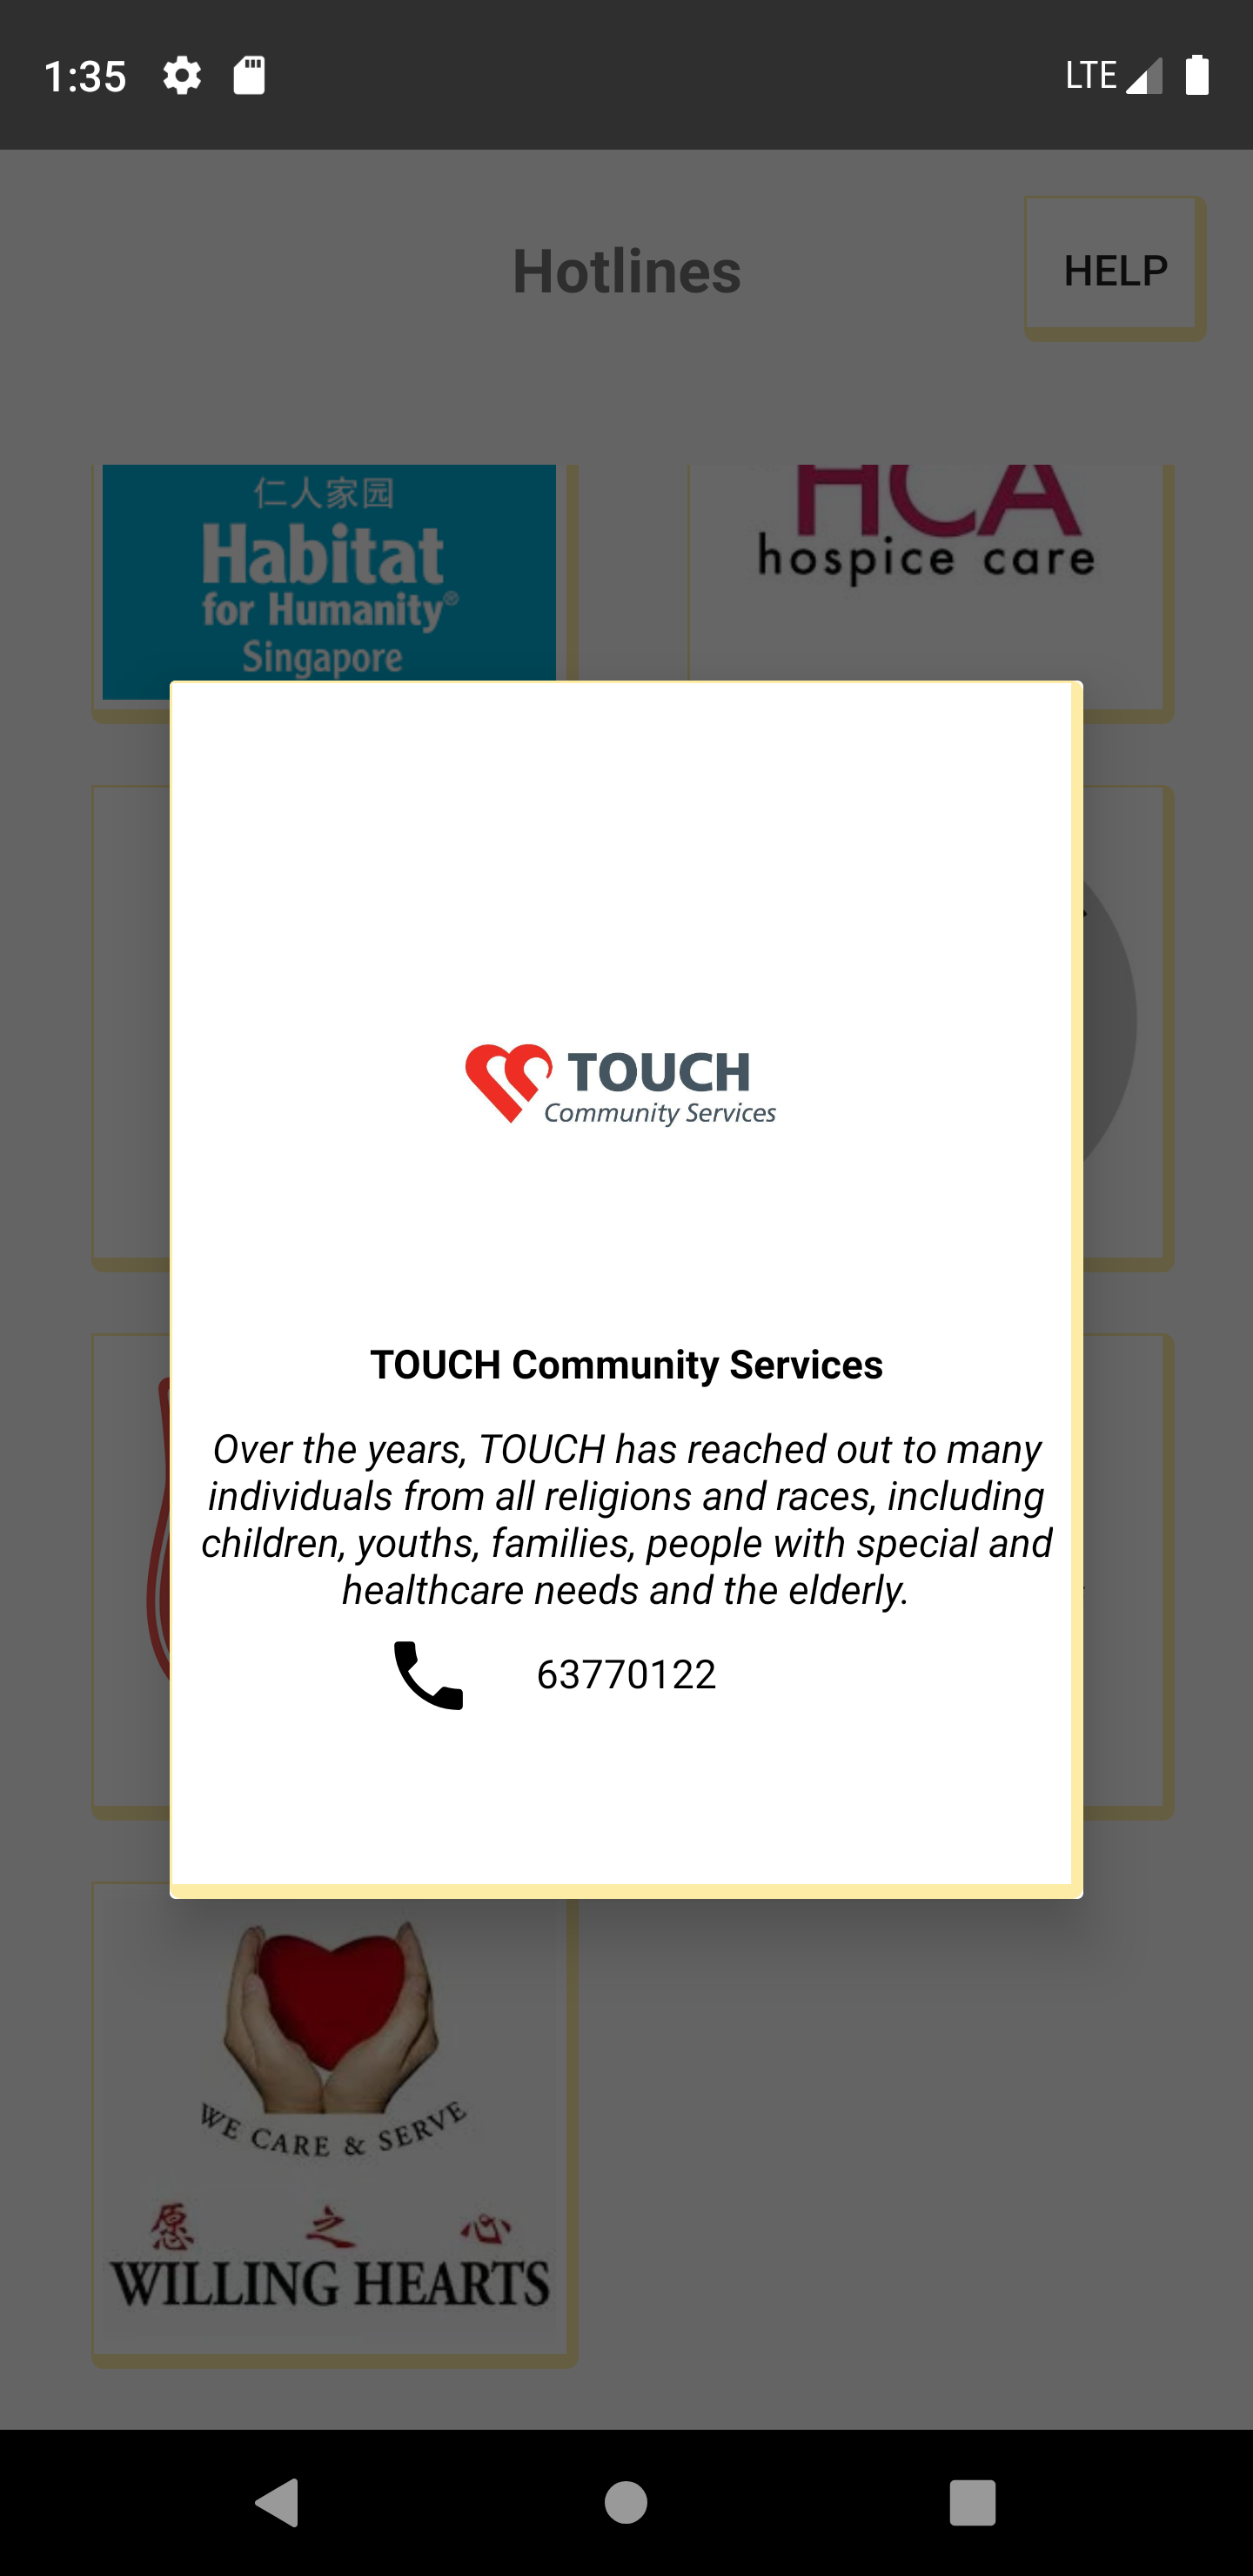 1:35
LTE
Hotlines
HELP
仁人家园
Habitat
for Humanity®
Singapore
HCA
hospice care
TOUCH
Community Services
TOUCH Community Services
Over the years, TOUCH has reached out to many
individuals from all religions and races, including
children, youths, families, people with special and
healthcare needs and the elderly.
63770122
WE CARE & SERVE
愿之心
WILLING HEARTS